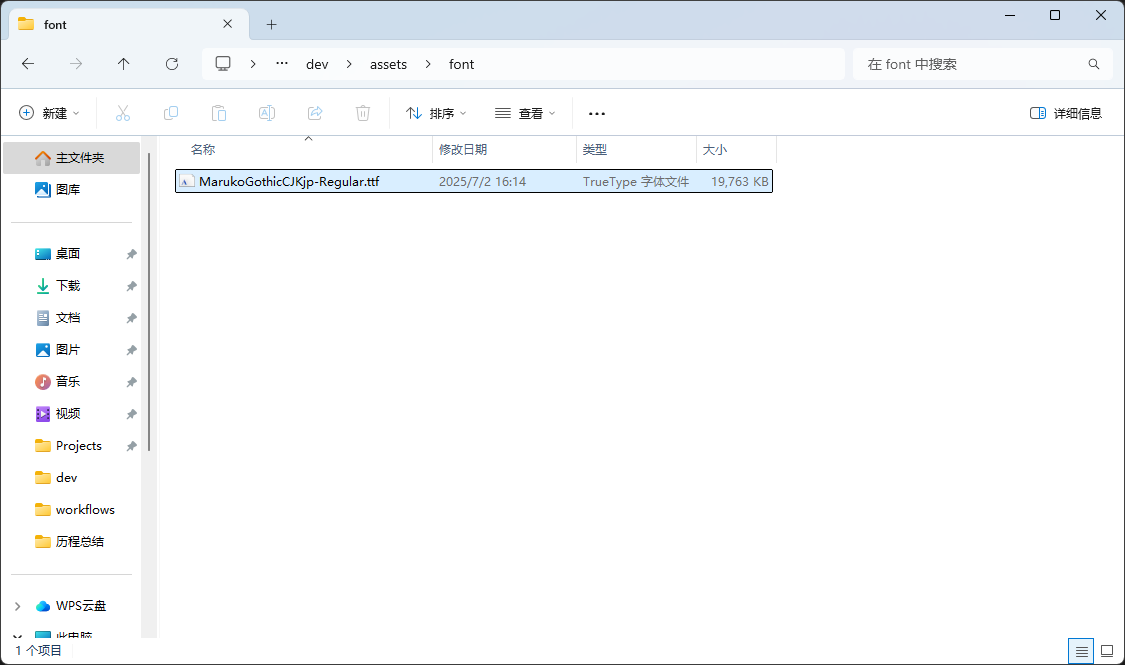 font
dev
assets
font
在 font 中搜索
新建
排序
查看
详细信息
主文件夹
图库
桌面
下载
文档
图片
音乐
视频
Projects
dev
workflows
历程总结
WPS云盘
此电脑
名称 修改日期 类型 大小
MarukoGothicCJKjp-Regular.ttf 2025/7/2 16:14 TrueType 字体文件 19,763 KB
1 个项目